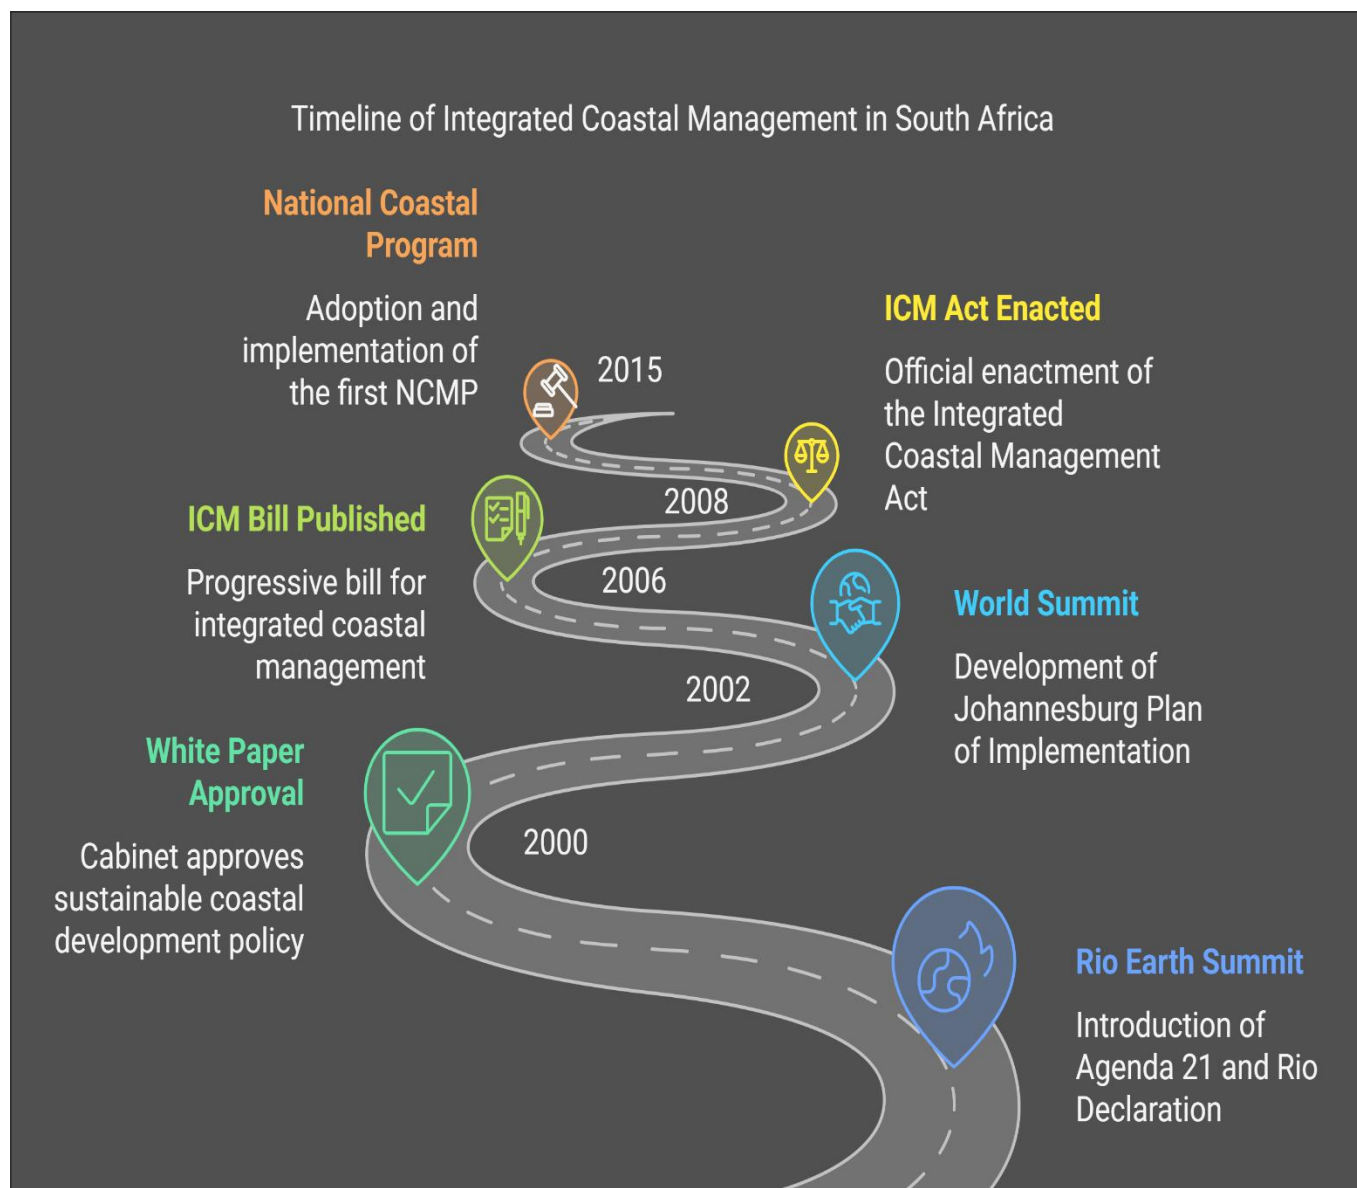 Timeline of Integrated Coastal Management in South Africa
National Coastal
Program
Adoption and
implementation of
the first NCMP
2015
ICM Act Enacted
Official enactment of
the Integrated
Coastal Management
Act
2008
ICM Bill Published
Progressive bill for
integrated coastal
management
2006
World Summit
Development of
Johannesburg Plan
of Implementation
2002
White Paper
Approval
Cabinet approves
sustainable coastal
development policy
2000
Rio Earth Summit
Introduction of
Agenda 21 and Rio
Declaration